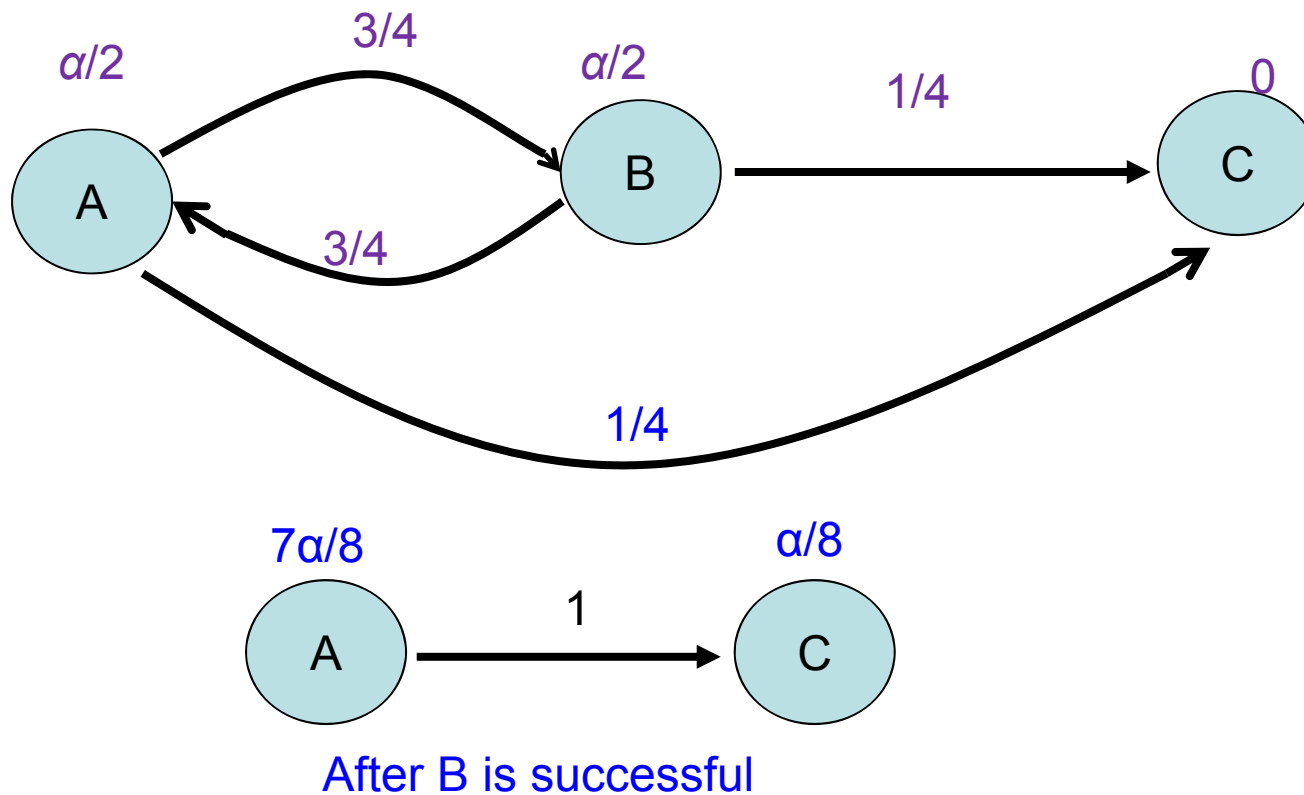 3/4
α/2
α/2
1/4
0
A
B
C
3/4
1/4
7α/8
α/8
1
A
C
After B is successful